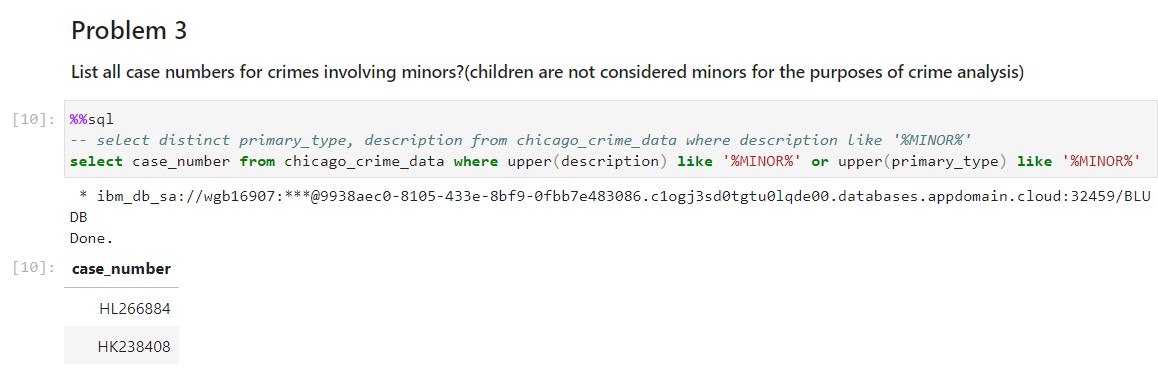 Problem 3
List all case numbers for crimes involving minors?(children are not considered minors for the purposes of crime analysis)
[10]: %%sql
-- select distinct primary_type, description from chicago_crime_data where description like '%MINOR%'
select case_number from chicago_crime_data where upper(description) like '%MINOR%' or upper(primary_type) like '%MINOR%'
* ibm_db_sa://wgb16907:***@9938aec0-8105-433e-8bf9-0fbb7e483086.c1ogj3sd0tgtu0lqde00.databases.appdomain.cloud:32459/BLU
DB
Done.
[10]: case_number
HL266884
HK238408